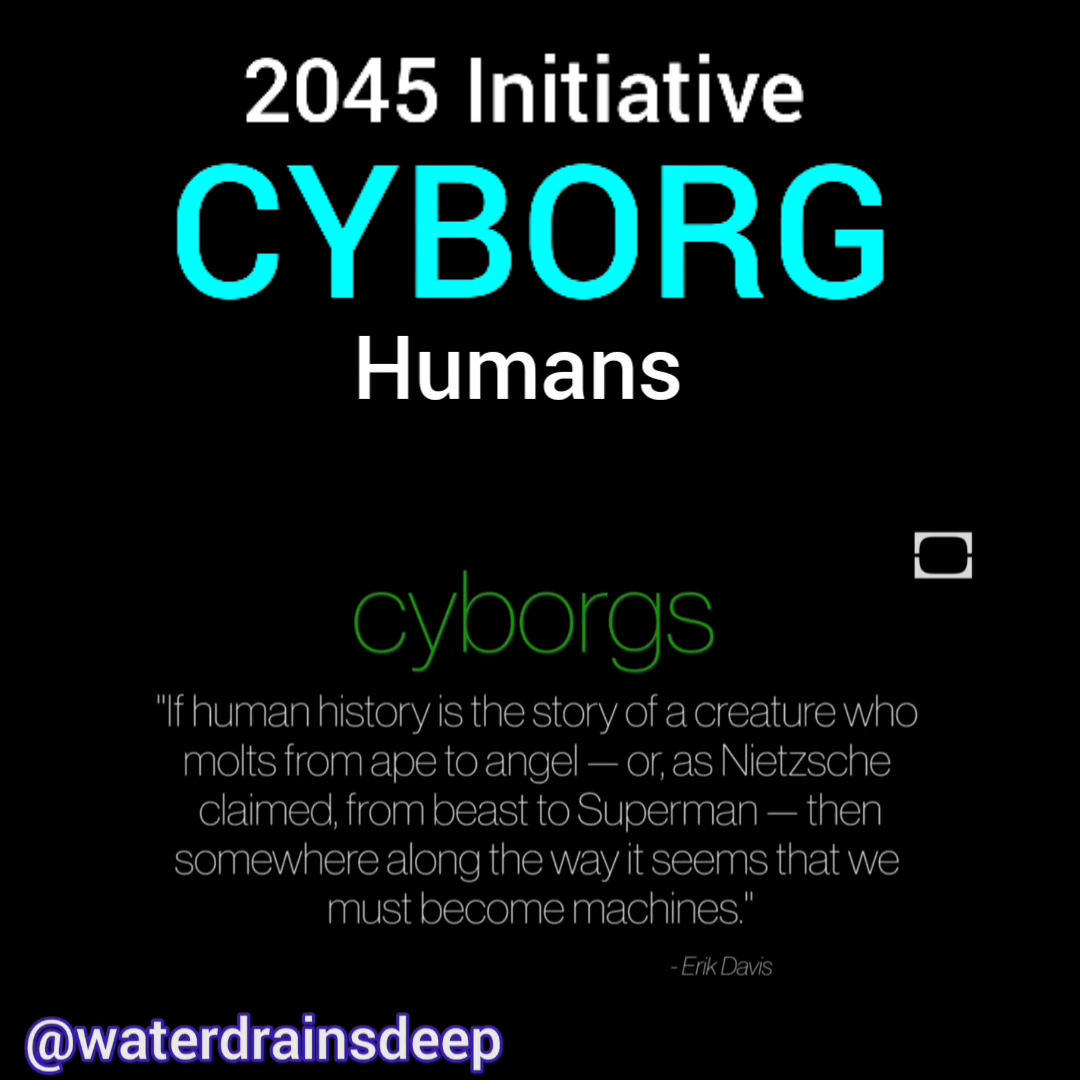 2045 Initiative
CYBORG
Humans
cyborgs
"If human history is the story of a creature who
molts from ape to angel — or, as Nietzsche
claimed, from beast to Superman — then
somewhere along the way it seems that we
must become machines."
- Erik Davis
@waterdrainsdeep